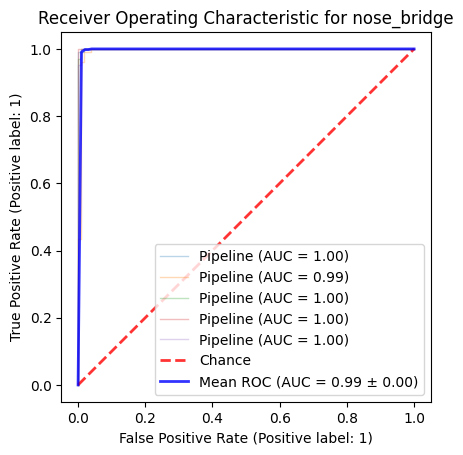 Receiver Operating Characteristic for nose_bridge
1.0
0.8
0.6
0.4
0.2
0.0
True Positive Rate (Positive label: 1)
Pipeline (AUC = 1.00)
Pipeline (AUC = 0.99)
Pipeline (AUC = 1.00)
Pipeline (AUC = 1.00)
Pipeline (AUC = 1.00)
Chance
Mean ROC (AUC = 0.99 ± 0.00)
0.0 0.2 0.4 0.6 0.8 1.0
False Positive Rate (Positive label: 1)